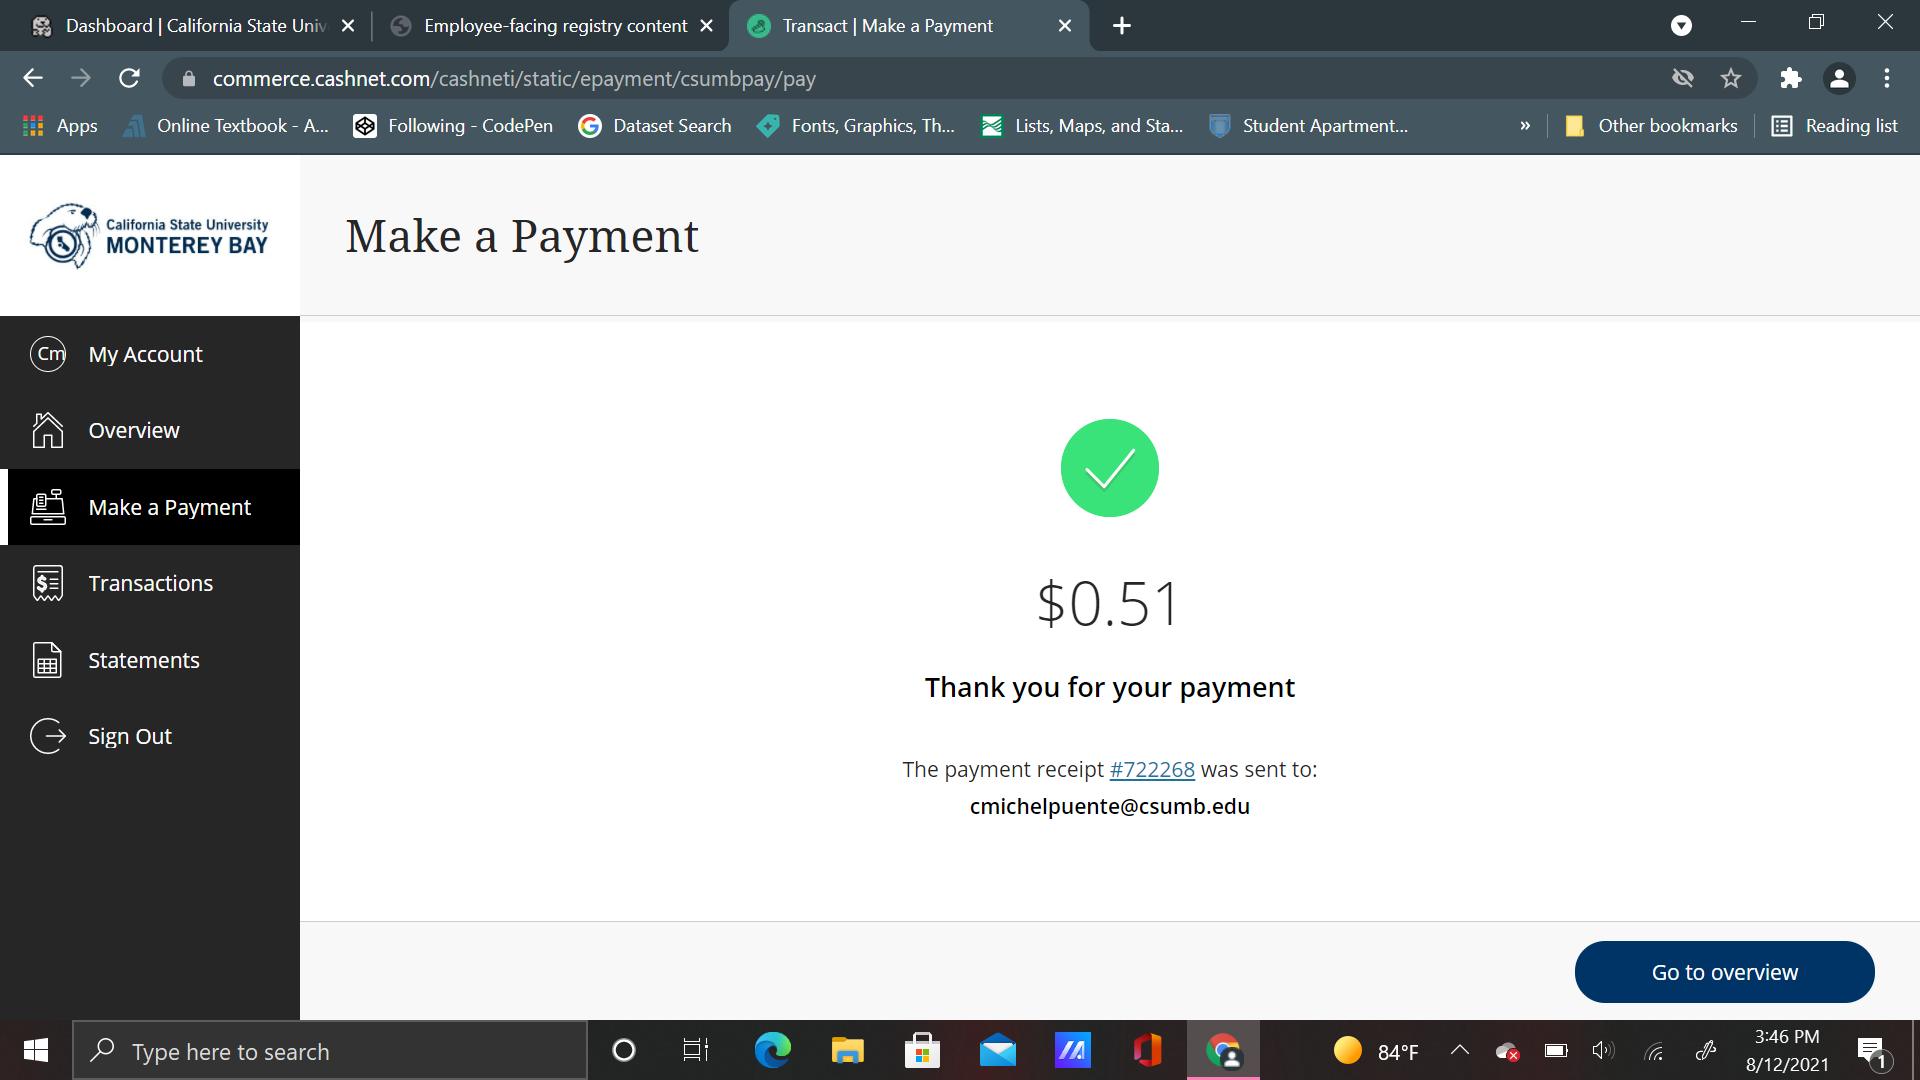 Dashboard | California State Univ
Employee-facing registry content
Transact | Make a Payment
commerce.cashnet.com/cashneti/static/epayment/csumbpay/pay
Apps
Online Textbook - A...
Following - CodePen
Dataset Search
Fonts, Graphics, Th...
Lists, Maps, and Sta...
Student Apartment...
»
Other bookmarks
Reading list
California State University
MONTEREY BAY
Make a Payment
Cm
My Account
Overview
Make a Payment
Transactions
Statements
Sign Out
$0.51
Thank you for your payment
The payment receipt #722268 was sent to:
cmichelpuente@csumb.edu
Go to overview
Type here to search
84°F
3:46 PM
8/12/2021
1